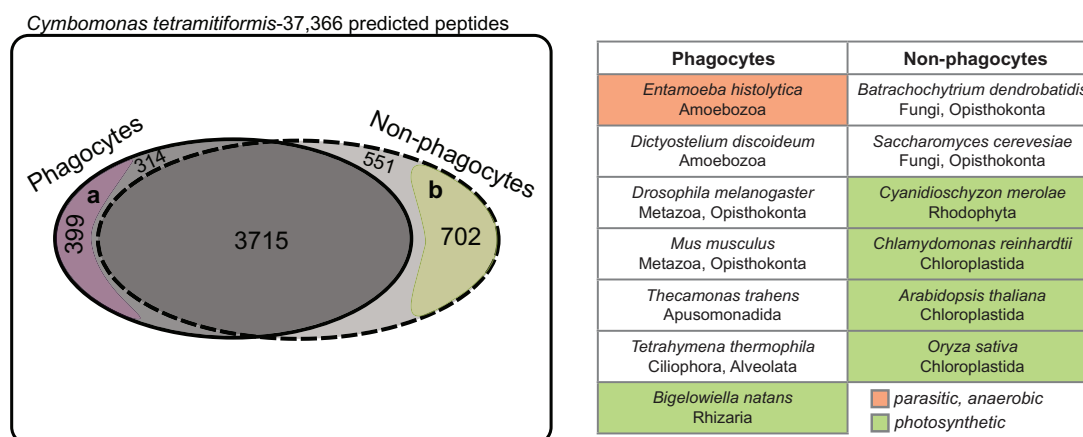 Cymbomonas tetramitiformis-37,366 predicted peptides
Phagocytes
Non-phagocytes
a
b
399
314
3715
551
702
Phagocytes
Non-phagocytes
Entamoeba histolytica
Amoebozoa
Batrachochytrium dendrobatidis
Fungi, Opisthokonta
Dictyostelium discoideum
Amoebozoa
Saccharomyces cerevesiae
Fungi, Opisthokonta
Drosophila melanogaster
Metazoa, Opisthokonta
Cyanidioschyzon merolae
Rhodophyta
Mus musculus
Metazoa, Opisthokonta
Chlamydomonas reinhardtii
Chloroplastida
Thecamonas trahens
Apusomonadida
Arabidopsis thaliana
Chloroplastida
Tetrahymena thermophila
Ciliophora, Alveolata
Oryza sativa
Chloroplastida
Bigelowiella natans
Rhizaria
parasitic, anaerobic
photosynthetic